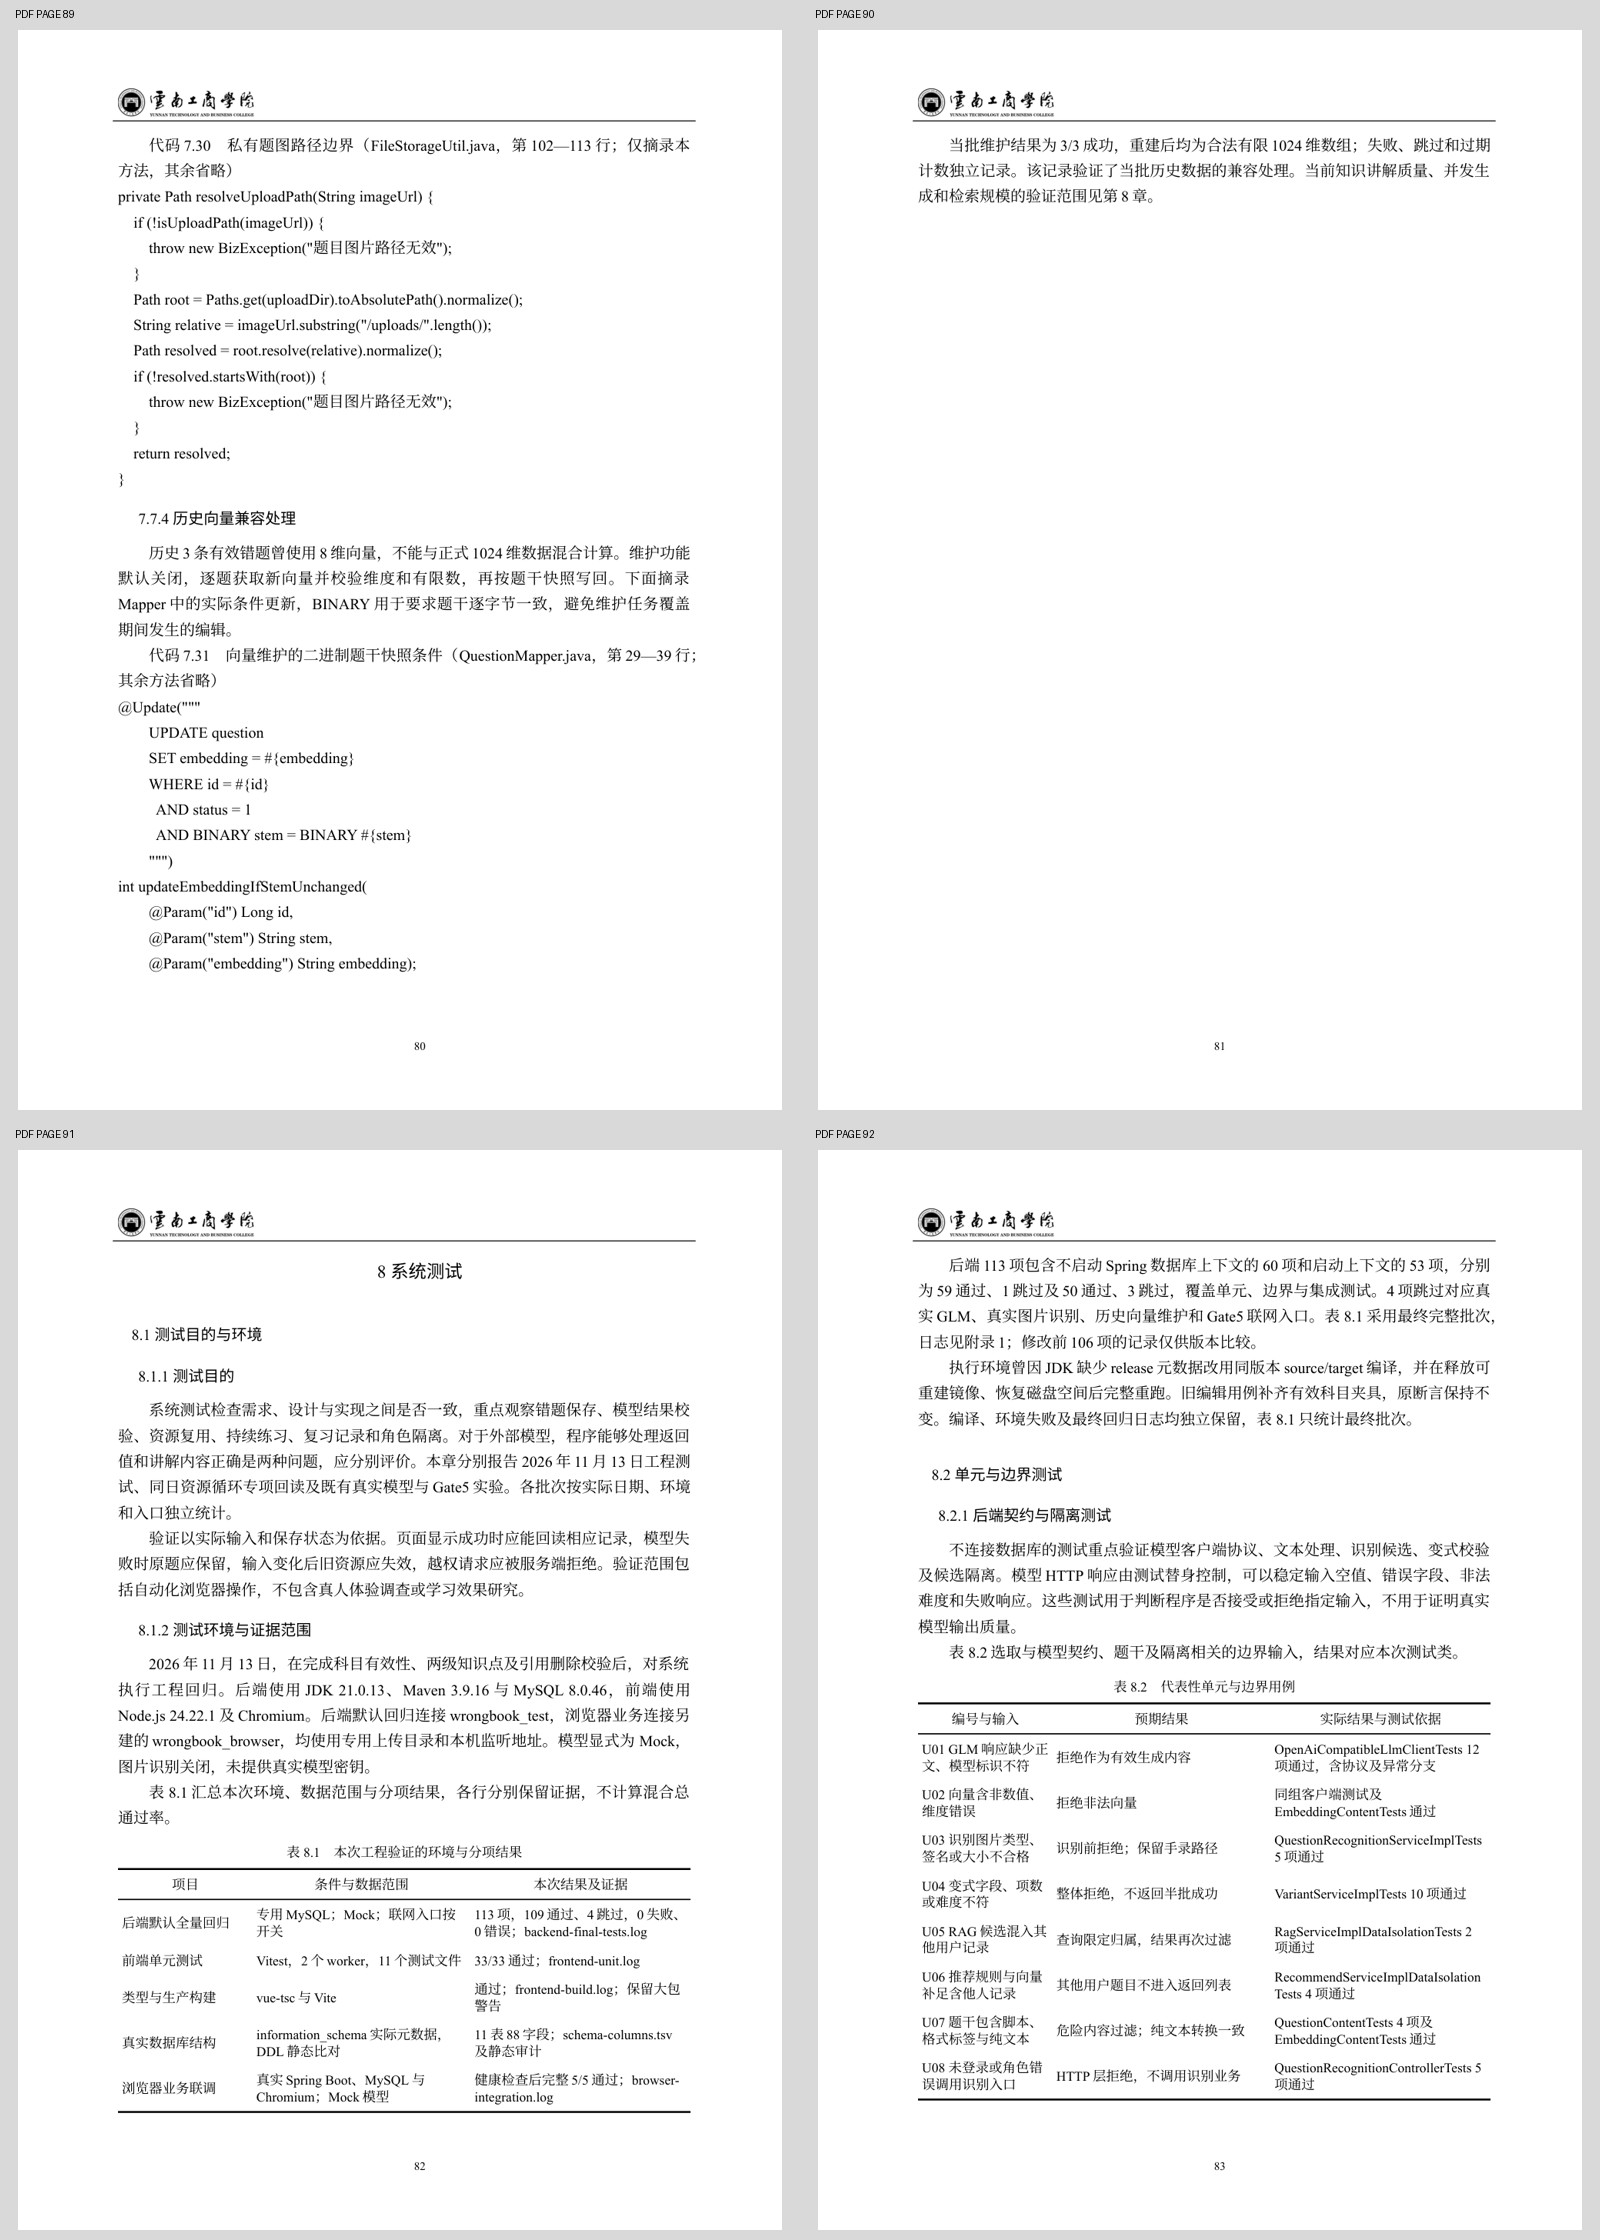 PDF PAGE 89
雲南工商學院
YUNNAN TECHNOLOGY AND BUSINESS COLLEGE
代码 7.30 私有题图路径边界（FileStorageUtil.java，第 102—113 行；仅摘录本
方法，其余省略）
private Path resolveUploadPath(String imageUrl) {
if (!isUploadPath(imageUrl)) {
throw new BizException("题目图片路径无效");
}
Path root = Paths.get(uploadDir).toAbsolutePath().normalize();
String relative = imageUrl.substring("/uploads/".length());
Path resolved = root.resolve(relative).normalize();
if (!resolved.startsWith(root)) {
throw new BizException("题目图片路径无效");
}
return resolved;
}
7.7.4 历史向量兼容处理
历史 3 条有效错题曾使用 8 维向量，不能与正式 1024 维数据混合计算。维护功能
默认关闭，逐题获取新向量并校验维度和有限数，再按题干快照写回。下面摘录
Mapper 中的实际条件更新，BINARY 用于要求题干逐字节一致，避免维护任务覆盖
期间发生的编辑。
代码 7.31 向量维护的二进制题干快照条件（QuestionMapper.java，第 29—39 行；
其余方法省略）
@Update("""
UPDATE question
SET embedding = #{embedding}
WHERE id = #{id}
AND status = 1
AND BINARY stem = BINARY #{stem}
""")
int updateEmbeddingIfStemUnchanged(
@Param("id") Long id,
@Param("stem") String stem,
@Param("embedding") String embedding);
80
PDF PAGE 90
雲南工商學院
YUNNAN TECHNOLOGY AND BUSINESS COLLEGE
当批维护结果为 3/3 成功，重建后均为合法有限 1024 维数组；失败、跳过和过期
计数独立记录。该记录验证了当批历史数据的兼容处理。当前知识讲解质量、并发生
成和检索规模的验证范围见第 8 章。
81
PDF PAGE 91
雲南工商學院
YUNNAN TECHNOLOGY AND BUSINESS COLLEGE
8 系统测试
8.1 测试目的与环境
8.1.1 测试目的
系统测试检查需求、设计与实现之间是否一致，重点观察错题保存、模型结果校
验、资源复用、持续练习、复习记录和角色隔离。对于外部模型，程序能够处理返回
值和讲解内容正确是两种问题，应分别评价。本章分别报告 2026 年 11 月 13 日工程测
试、同日资源循环专项回读及既有真实模型与 Gate5 实验。各批次按实际日期、环境
和入口独立统计。
验证以实际输入和保存状态为依据。页面显示成功时应能回读相应记录，模型失
败时原题应保留，输入变化后旧资源应失效，越权请求应被服务端拒绝。验证范围包
括自动化浏览器操作，不包含真人体验调查或学习效果研究。
8.1.2 测试环境与证据范围
2026 年 11 月 13 日，在完成科目有效性、两级知识点及引用删除校验后，对系统
执行工程回归。后端使用 JDK 21.0.13、Maven 3.9.16 与 MySQL 8.0.46，前端使用
Node.js 24.22.1 及 Chromium。后端默认回归连接 wrongbook_test，浏览器业务连接另
建的 wrongbook_browser，均使用专用上传目录和本机监听地址。模型显式为 Mock，
图片识别关闭，未提供真实模型密钥。
表 8.1 汇总本次环境、数据范围与分项结果，各行分别保留证据，不计算混合总
通过率。
表 8.1 本次工程验证的环境与分项结果
项目 条件与数据范围 本次结果及证据
后端默认全量回归 专用 MySQL；Mock；联网入口按 113 项，109 通过、4 跳过，0 失败、
开关 0 错误；backend-final-tests.log
前端单元测试 Vitest，2 个 worker，11 个测试文件 33/33 通过；frontend-unit.log
类型与生产构建 vue-tsc 与 Vite 通过；frontend-build.log；保留大包
警告
真实数据库结构 information_schema 实际元数据， 11 表 88 字段；schema-columns.tsv
DDL 静态比对 及静态审计
浏览器业务联调 真实 Spring Boot、MySQL 与 健康检查后完整 5/5 通过；browser-
Chromium；Mock 模型 integration.log
82
PDF PAGE 92
雲南工商學院
YUNNAN TECHNOLOGY AND BUSINESS COLLEGE
后端 113 项包含不启动 Spring 数据库上下文的 60 项和启动上下文的 53 项，分别
为 59 通过、1 跳过及 50 通过、3 跳过，覆盖单元、边界与集成测试。4 项跳过对应真
实 GLM、真实图片识别、历史向量维护和 Gate5 联网入口。表 8.1 采用最终完整批次，
日志见附录 1；修改前 106 项的记录仅供版本比较。
执行环境曾因 JDK 缺少 release 元数据改用同版本 source/target 编译，并在释放可
重建镜像、恢复磁盘空间后完整重跑。旧编辑用例补齐有效科目夹具，原断言保持不
变。编译、环境失败及最终回归日志均独立保留，表 8.1 只统计最终批次。
8.2 单元与边界测试
8.2.1 后端契约与隔离测试
不连接数据库的测试重点验证模型客户端协议、文本处理、识别候选、变式校验
及候选隔离。模型 HTTP 响应由测试替身控制，可以稳定输入空值、错误字段、非法
难度和失败响应。这些测试用于判断程序是否接受或拒绝指定输入，不用于证明真实
模型输出质量。
表 8.2 选取与模型契约、题干及隔离相关的边界输入，结果对应本次测试类。
表 8.2 代表性单元与边界用例
编号与输入 预期结果 实际结果与测试依据
U01 GLM 响应缺少正 拒绝作为有效生成内容 OpenAiCompatibleLlmClientTests 12
文、模型标识不符 项通过，含协议及异常分支
U02 向量含非数值、 拒绝非法向量 同组客户端测试及
维度错误 EmbeddingContentTests 通过
U03 识别图片类型、 识别前拒绝；保留手录路径 QuestionRecognitionServiceImplTests
签名或大小不合格 5 项通过
U04 变式字段、项数 整体拒绝，不返回半批成功 VariantServiceImplTests 10 项通过
或难度不符
U05 RAG 候选混入其 查询限定归属，结果再次过滤 RagServiceImplDataIsolationTests 2
他用户记录 项通过
U06 推荐规则与向量 其他用户题目不进入返回列表 RecommendServiceImplDataIsolation
补足含他人记录 Tests 4 项通过
U07 题干包含脚本、 危险内容过滤；纯文本转换一致 QuestionContentTests 4 项及
格式标签与纯文本 EmbeddingContentTests 通过
U08 未登录或角色错 HTTP 层拒绝，不调用识别业务 QuestionRecognitionControllerTests 5
误调用识别入口 项通过
83